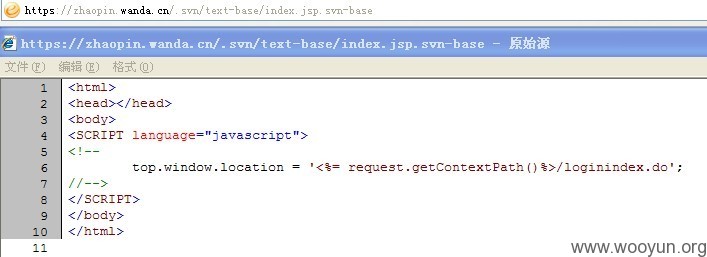 https://zhaopin.wanda.cn/.svn/text-base/index.jsp.svn-base
https://zhaopin.wanda.cn/.svn/text-base/index.jsp.svn-base - 原始源
文件(F) 编辑(E) 格式(O)
1 <html>
2 <head></head>
3 <body>
4 <SCRIPT language="javascript">
5 <!--
6 top.window.location = '<%= request.getContextPath()%>/loginindex.do';
7 //-->
8 </SCRIPT>
9 </body>
10 </html>
11
www.wooyun.org